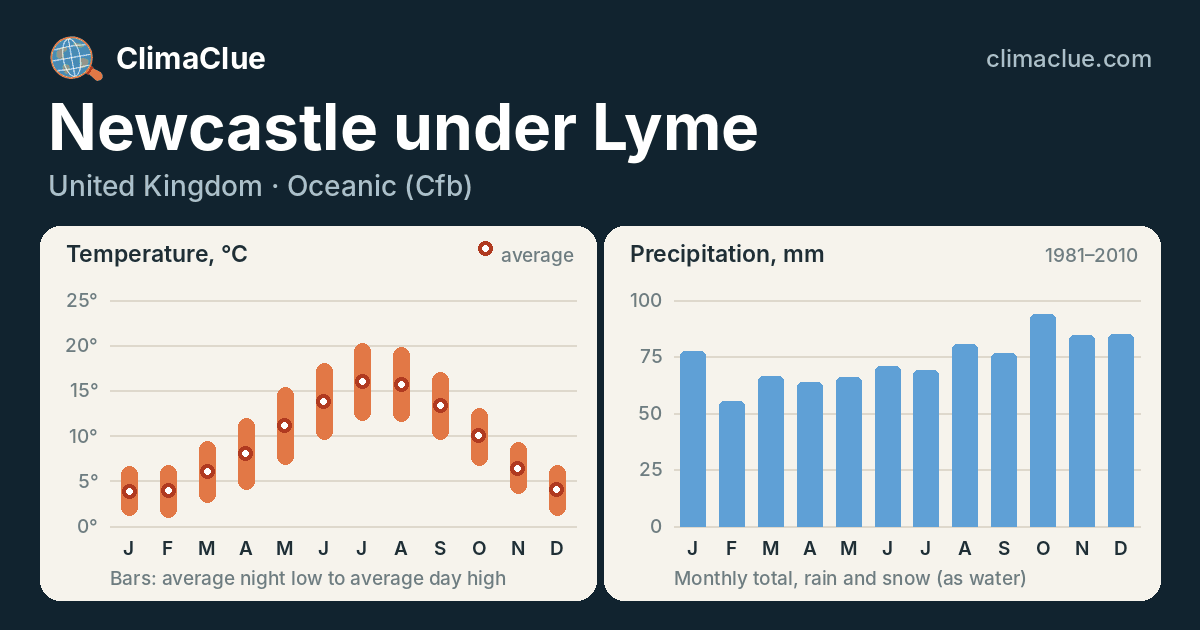 ClimaClue
climaclue.com
Newcastle under Lyme
United Kingdom · Oceanic (Cfb)
Temperature, °C
average
25°
20°
15°
10°
5°
0°
J F M A M J J A S O N D
Bars: average night low to average day high
Precipitation, mm
1981–2010
100
75
50
25
0
J F M A M J J A S O N D
Monthly total, rain and snow (as water)